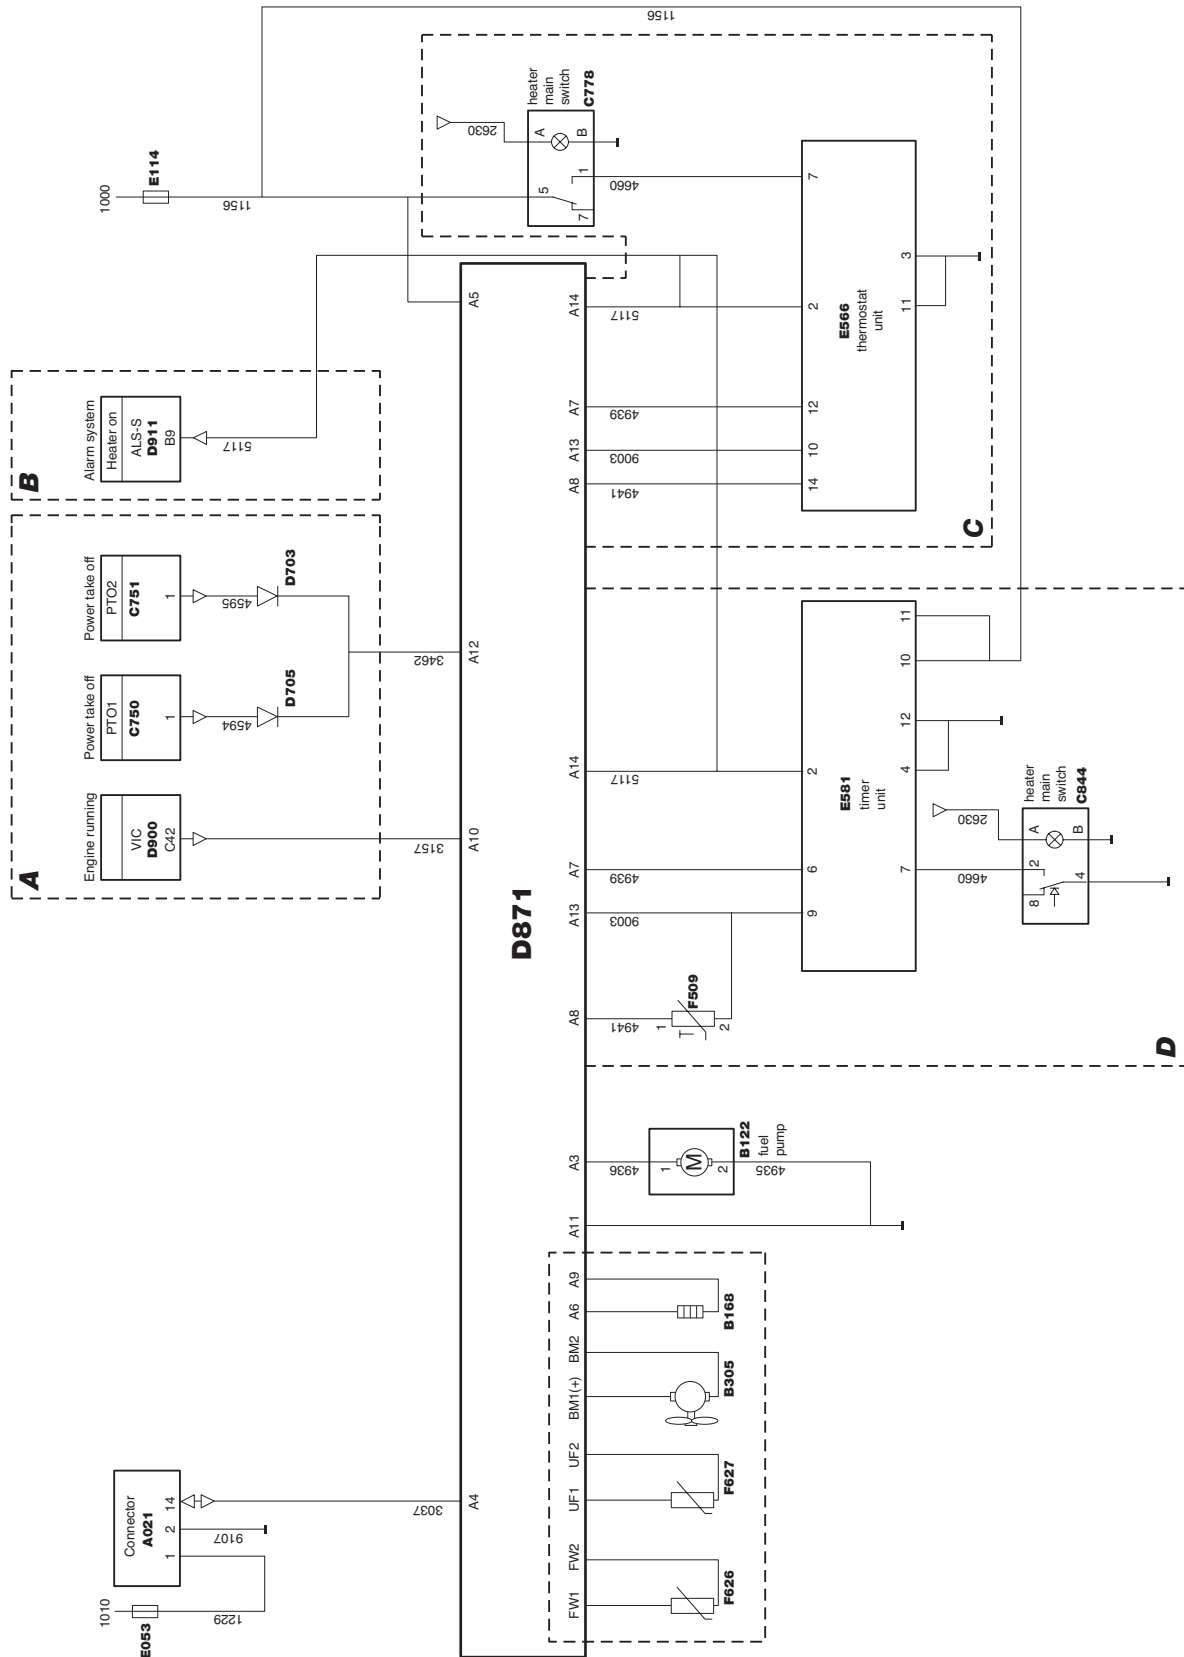 1010
E053
1229
Connector
A021
1
2
14
9107
3037
A4
A
Engine running
VIC
D900
C42
3157
A10
Power take off
PTO1
C750
1
4594
D705
Power take off
PTO2
C751
1
4595
D703
3462
A12
B
Alarm system
Heater on
ALS-S
D911
B9
5117
1000
E114
1156
A5
1156
D871
FW1
FW2
UF1
UF2
BM1(+)
BM2
A6
A9
A11
A3
A8
A13
A7
A14
A8
A13
A7
A14
F626
F627
B305
B168
4936
1
M
2
B122
fuel
pump
4935
4941
1
T
2
F509
9003
4939
5117
9
6
2
E581
timer
unit
7
4
12
10
11
4660
2630
8
2
A
4
B
heater
main
switch
C844
D
4941
9003
4939
5117
14
10
12
2
7
E566
thermostat
unit
11
3
4660
2630
7
5
1
A
B
heater
main
switch
C778
C